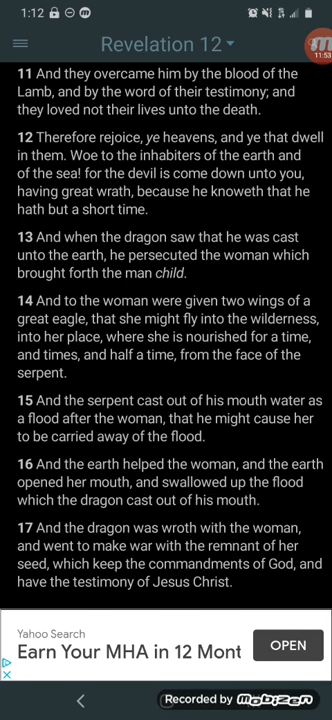 1:12
Revelation 12
11:53
11 And they overcame him by the blood of the
Lamb, and by the word of their testimony; and
they loved not their lives unto the death.
12 Therefore rejoice, ye heavens, and ye that dwell
in them. Woe to the inhabiters of the earth and
of the sea! for the devil is come down unto you,
having great wrath, because he knoweth that he
hath but a short time.
13 And when the dragon saw that he was cast
unto the earth, he persecuted the woman which
brought forth the man child.
14 And to the woman were given two wings of a
great eagle, that she might fly into the wilderness,
into her place, where she is nourished for a time,
and times, and half a time, from the face of the
serpent.
15 And the serpent cast out of his mouth water as
a flood after the woman, that he might cause her
to be carried away of the flood.
16 And the earth helped the woman, and the earth
opened her mouth, and swallowed up the flood
which the dragon cast out of his mouth.
17 And the dragon was wroth with the woman,
and went to make war with the remnant of her
seed, which keep the commandments of God, and
have the testimony of Jesus Christ.
Yahoo Search
Earn Your MHA in 12 Mont
OPEN
Recorded by Mobizen